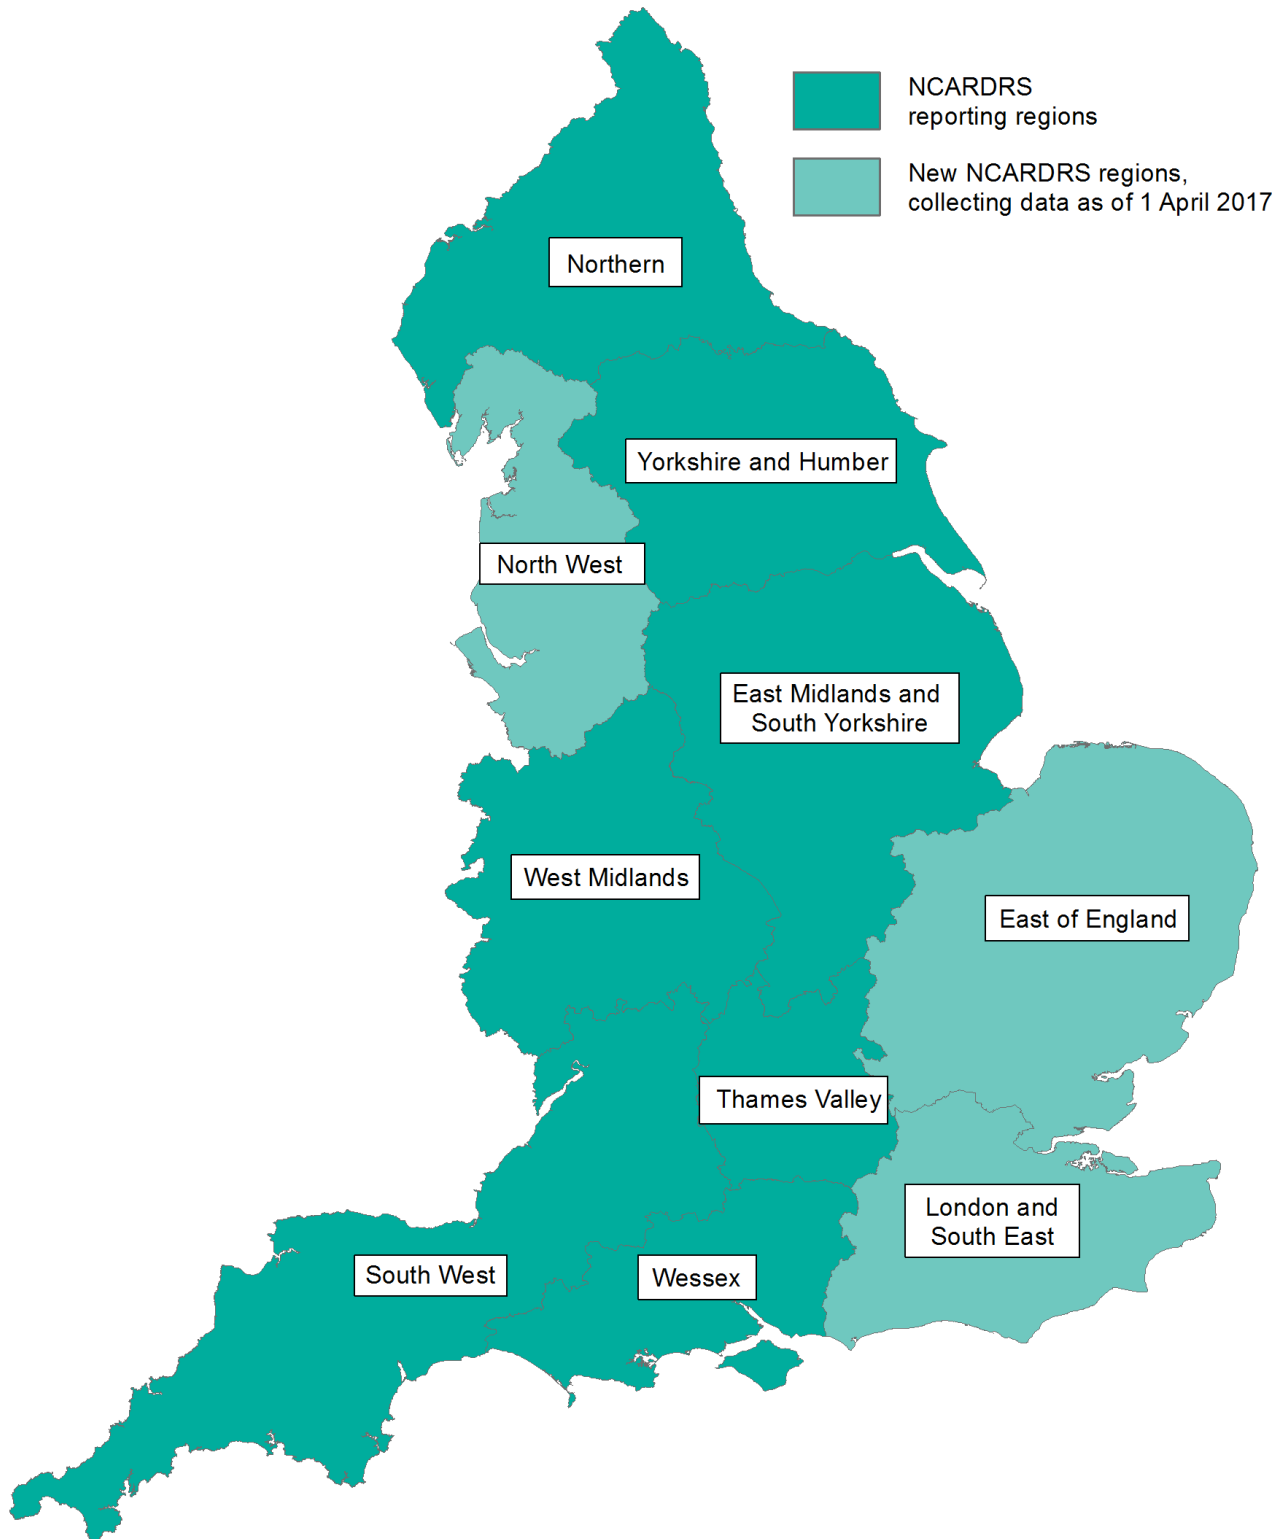 NCARDRS
reporting regions
New NCARDRS regions,
collecting data as of 1 April 2017
Northern
Yorkshire and Humber
North West
East Midlands and
South Yorkshire
West Midlands
East of England
Thames Valley
London and
South East
South West
Wessex